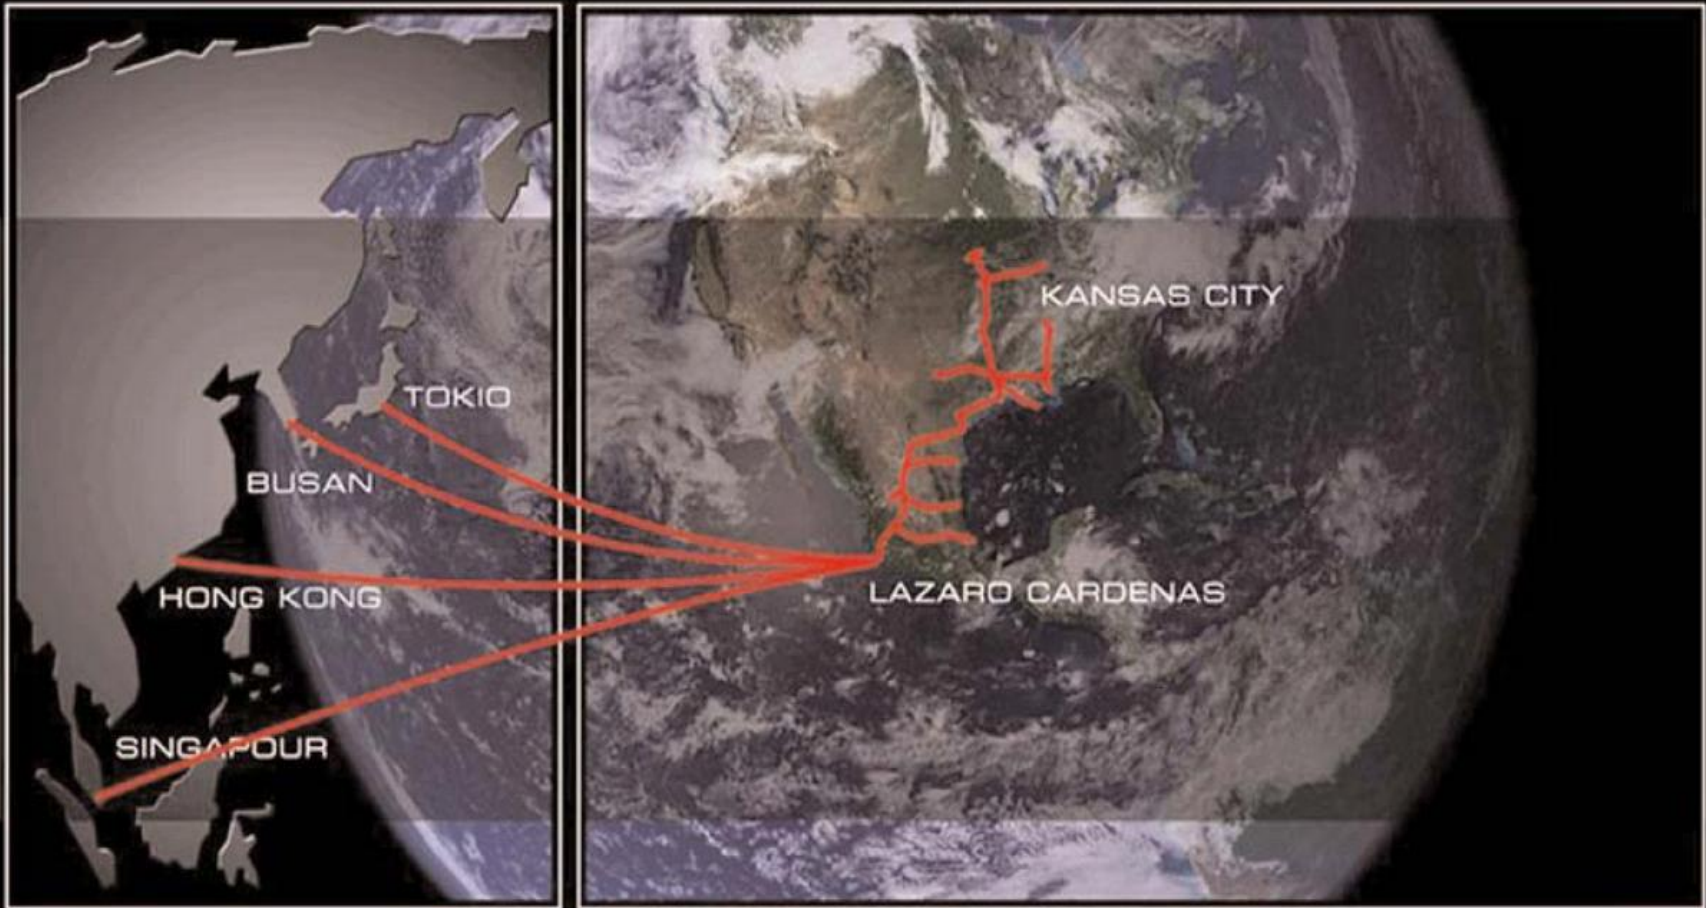 KANSAS CITY
TOKIO
BUSAN
HONG KONG
LAZARO CARDENAS
SINGAPOUR